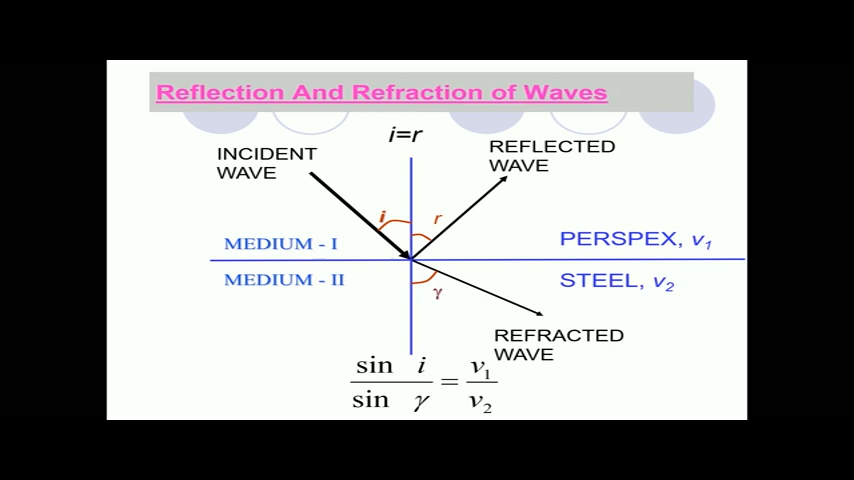 Reflection And Refraction of Waves
i=r
INCIDENT
WAVE
REFLECTED
WAVE
i
r
MEDIUM - I
PERSPEX, v₁
MEDIUM - II
STEEL, v₂
γ
REFRACTED
WAVE
sin i / sin γ = v₁ / v₂